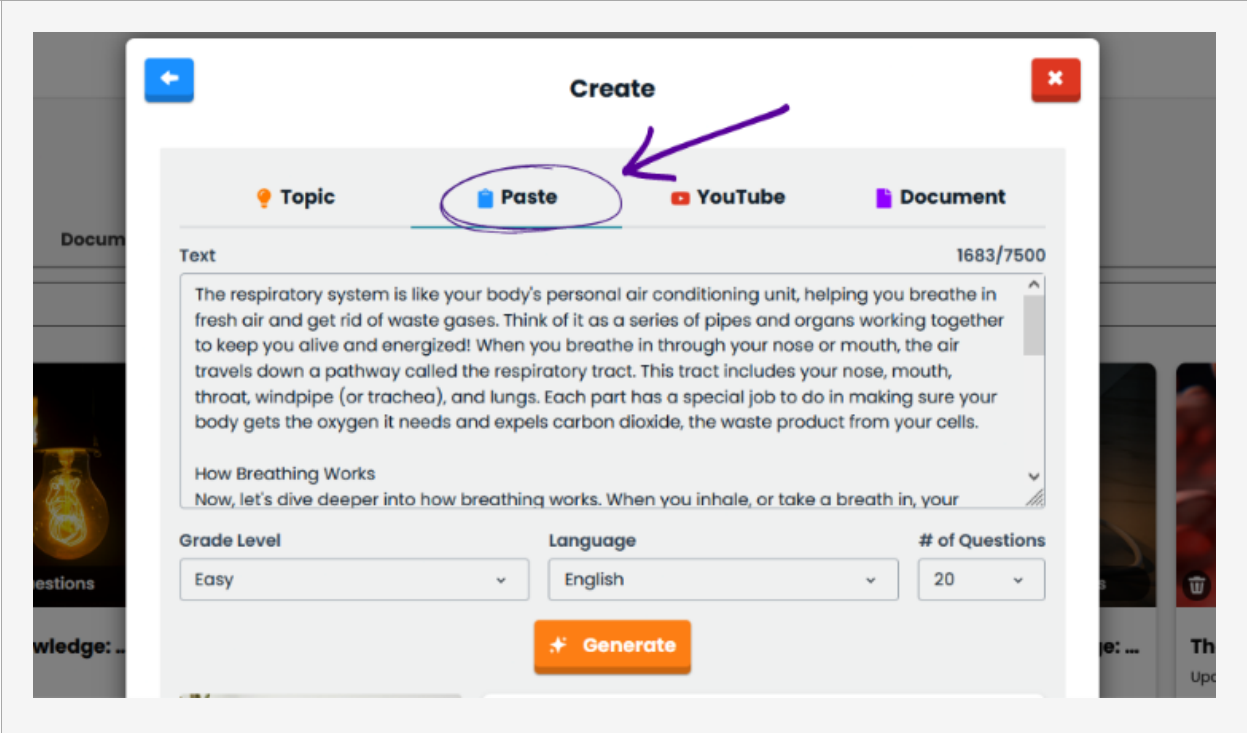 Create
Topic
Paste
YouTube
Document
Docum
Text
1683/7500
The respiratory system is like your body's personal air conditioning unit, helping you breathe in
fresh air and get rid of waste gases. Think of it as a series of pipes and organs working together
to keep you alive and energized! When you breathe in through your nose or mouth, the air
travels down a pathway called the respiratory tract. This tract includes your nose, mouth,
throat, windpipe (or trachea), and lungs. Each part has a special job to do in making sure your
body gets the oxygen it needs and expels carbon dioxide, the waste product from your cells.
How Breathing Works
Now, let's dive deeper into how breathing works. When you inhale, or take a breath in, your
Grade Level
Language
# of Questions
Easy
English
20
estions
s
Generate
wledge: ...
ge: ...
Th
Upd